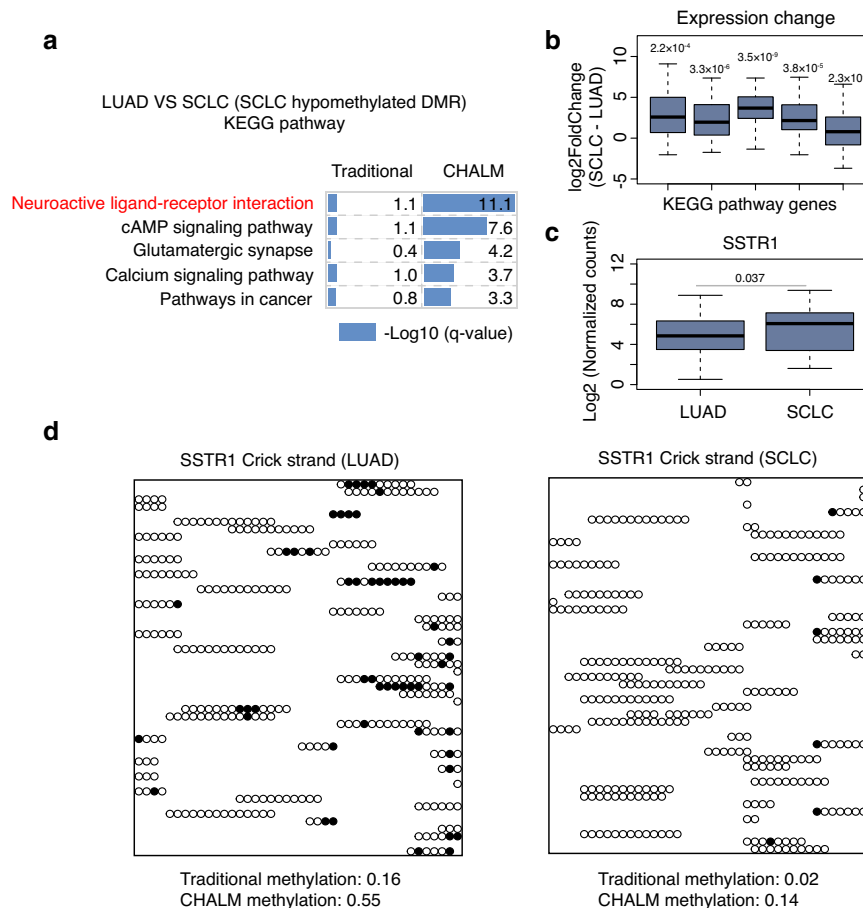 a
LUAD VS SCLC (SCLC hypomethylated DMR)
KEGG pathway
Traditional CHALM
Neuroactive ligand-receptor interaction 1.1 11.1
cAMP signaling pathway 1.1 7.6
Glutamatergic synapse 0.4 4.2
Calcium signaling pathway 1.0 3.7
Pathways in cancer 0.8 3.3
-Log10 (q-value)
b
Expression change
log2FoldChange
(SCLC - LUAD)
10
5
0
-5
2.2×10⁻⁴
3.3×10⁻⁶
3.5×10⁻⁹
3.8×10⁻⁵
2.3×10
KEGG pathway genes
c
SSTR1
Log2 (Normalized counts)
12
8
4
0
0.037
LUAD SCLC
d
SSTR1 Crick strand (LUAD)
Traditional methylation: 0.16
CHALM methylation: 0.55
SSTR1 Crick strand (SCLC)
Traditional methylation: 0.02
CHALM methylation: 0.14